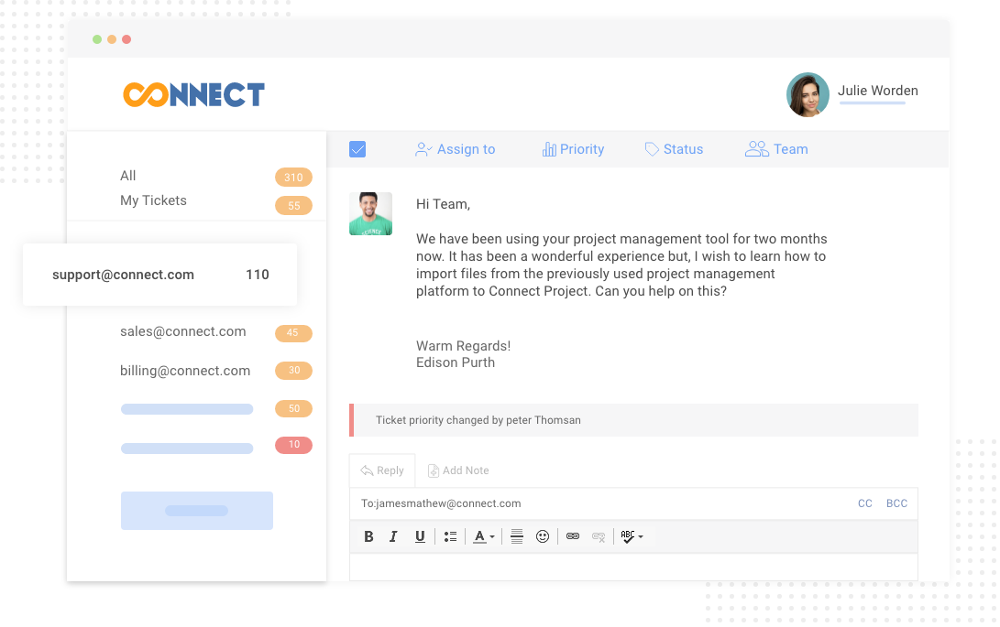 CONNECT
Julie Worden
All 310
My Tickets 55
support@connect.com 110
sales@connect.com 45
billing@connect.com 30
50
10
Assign to Priority Status Team
SCIENCE
Hi Team,
We have been using your project management tool for two months
now. It has been a wonderful experience but, I wish to learn how to
import files from the previously used project management
platform to Connect Project. Can you help on this?
Warm Regards!
Edison Purth
Ticket priority changed by peter Thomsan
Reply Add Note
To:jamesmathew@connect.com CC BCC
B I U A ABC